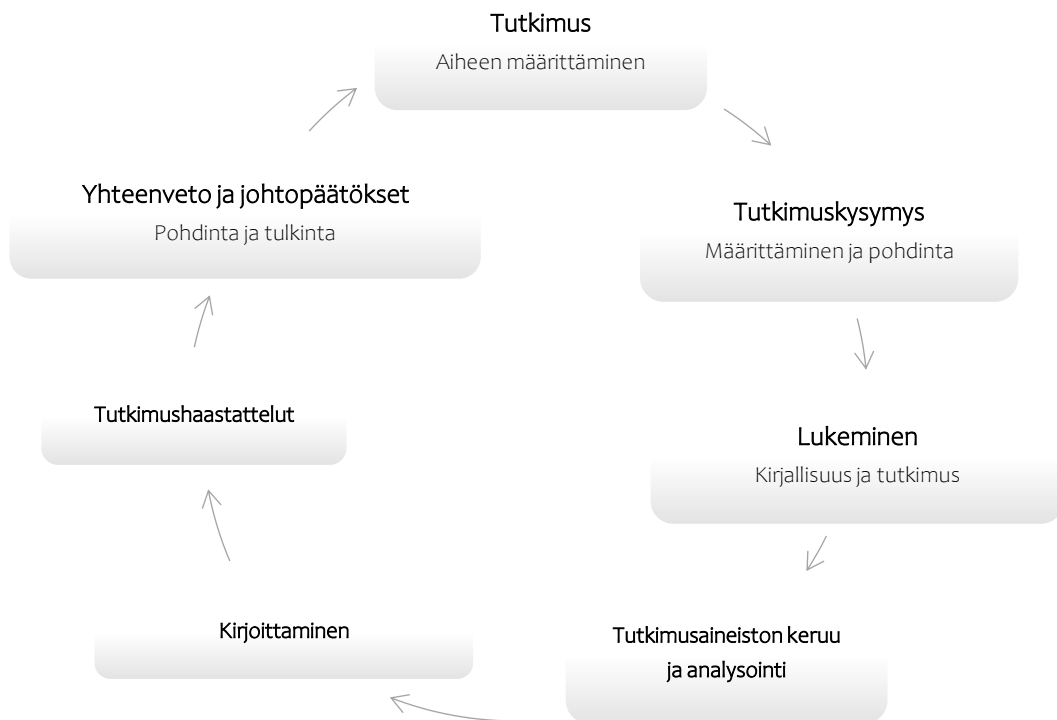 Tutkimus
Aiheen määrittäminen
Tutkimuskysymys
Määrittäminen ja pohdinta
Lukeminen
Kirjallisuus ja tutkimus
Tutkimusaineiston keruu
ja analysointi
Kirjoittaminen
Tutkimushaastattelut
Yhteenveto ja johtopäätökset
Pohdinta ja tulkinta